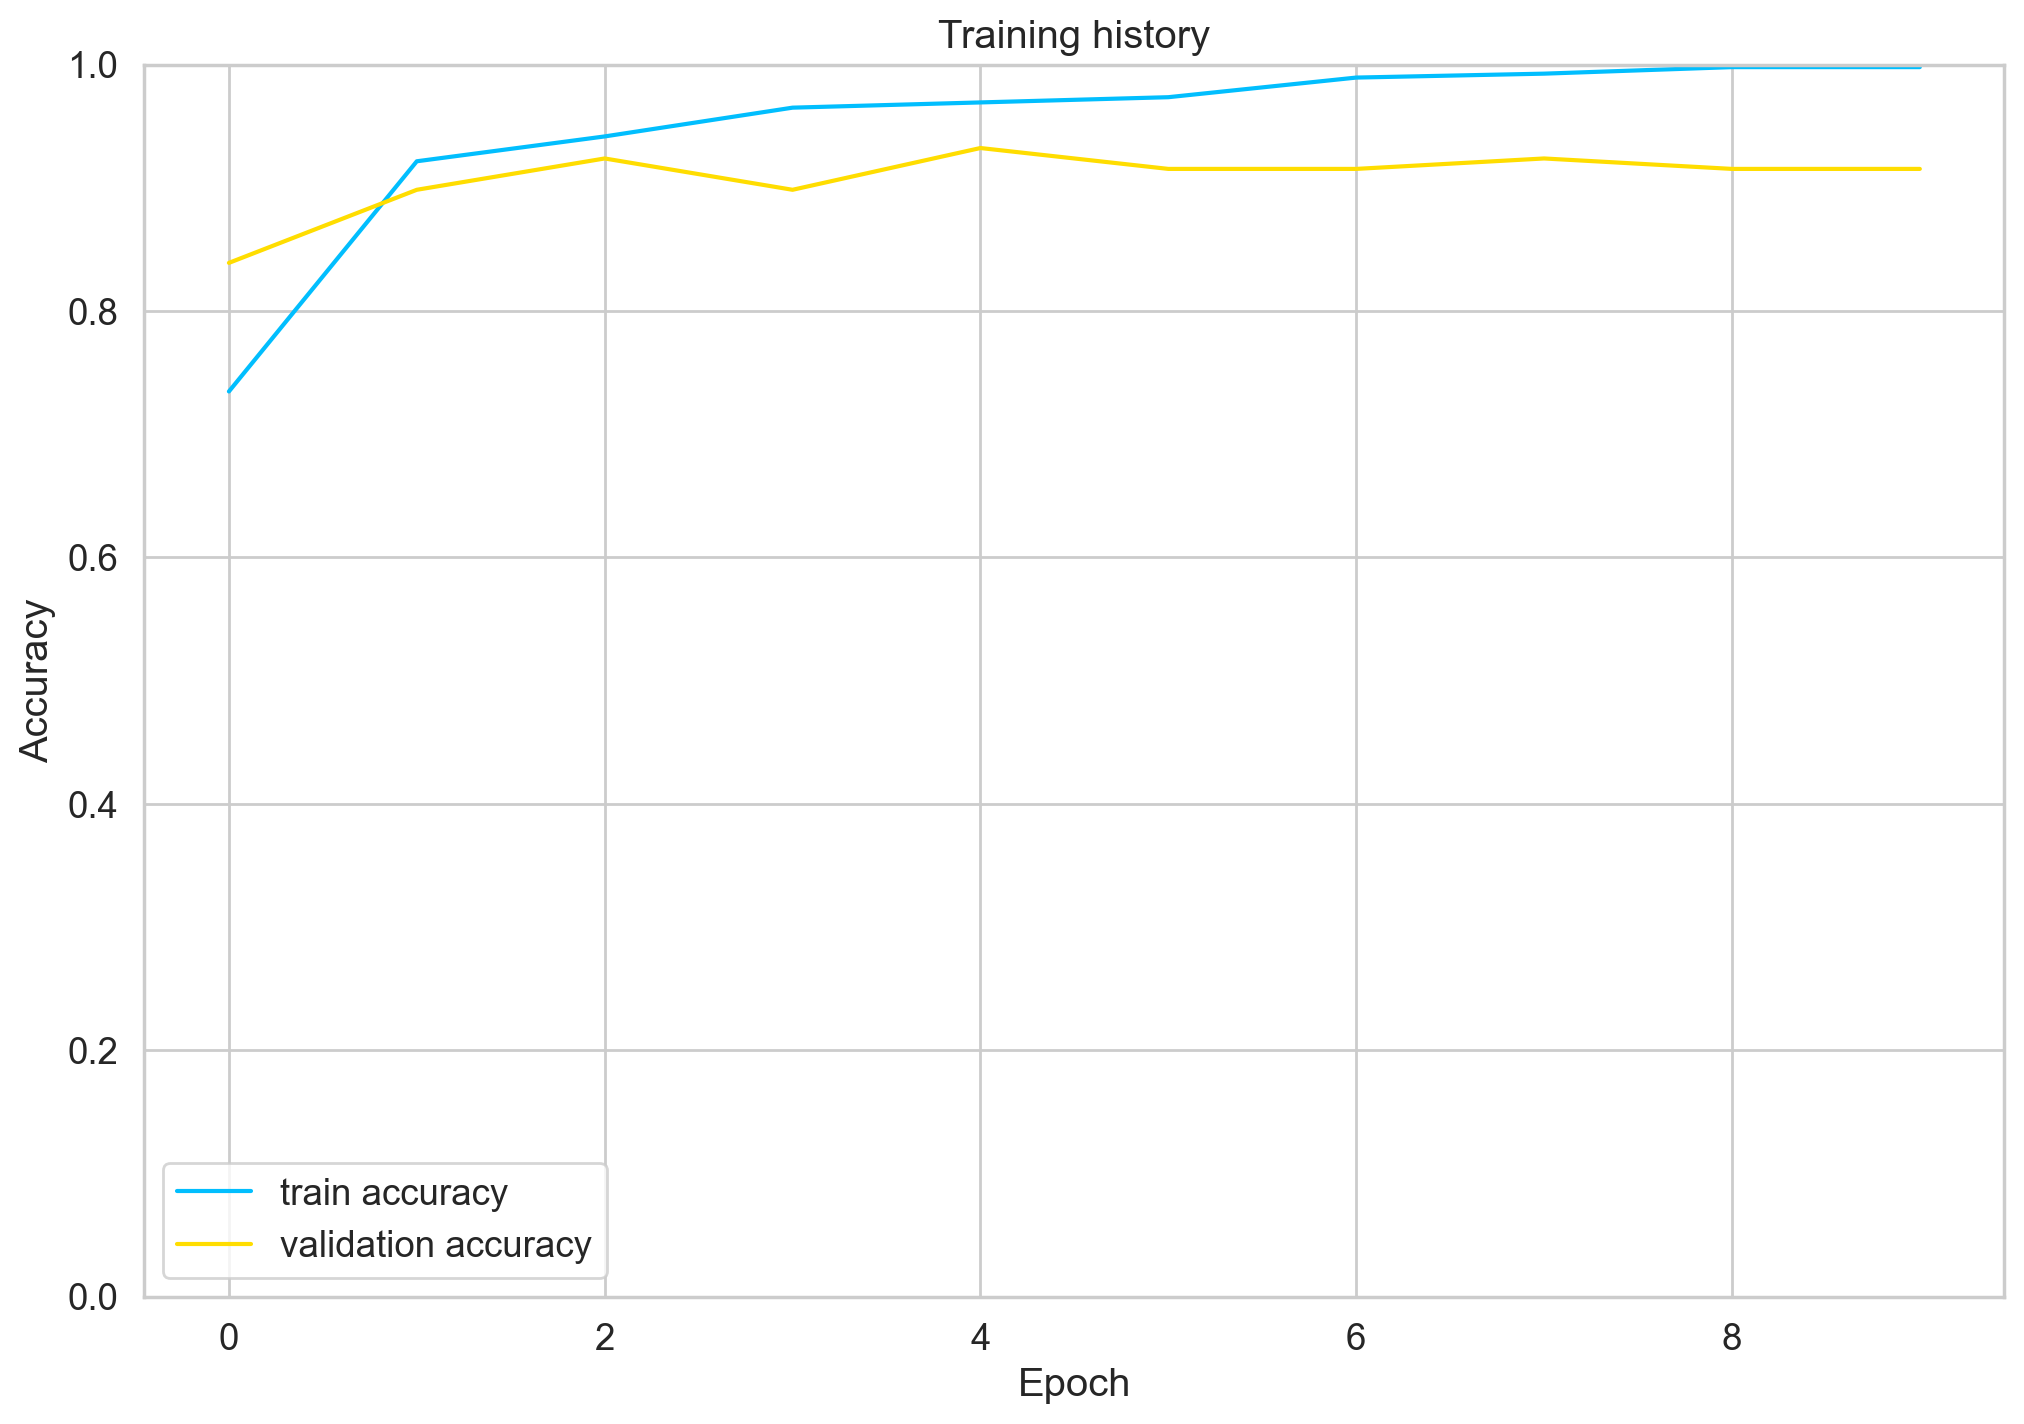 Training history
1.0
0.8
0.6
0.4
0.2
0.0
Accuracy
train accuracy
validation accuracy
0 2 4 6 8
Epoch